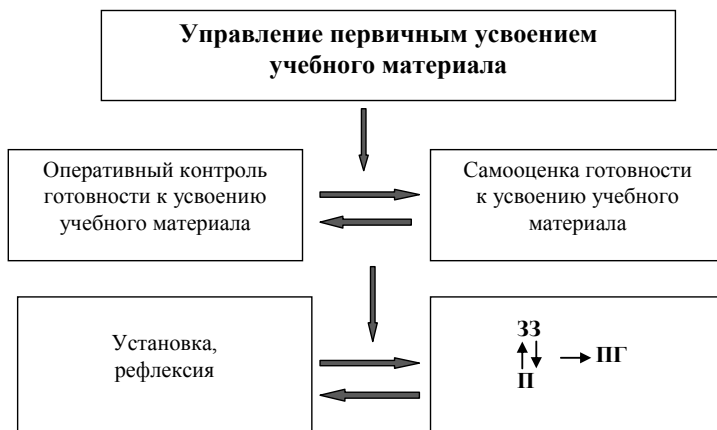 Управление первичным усвоением
учебного материала
Оперативный контроль
готовности к усвоению
учебного материала
Самооценка готовности
к усвоению учебного
материала
Установка,
рефлексия
ЗЗ
ПГ
П